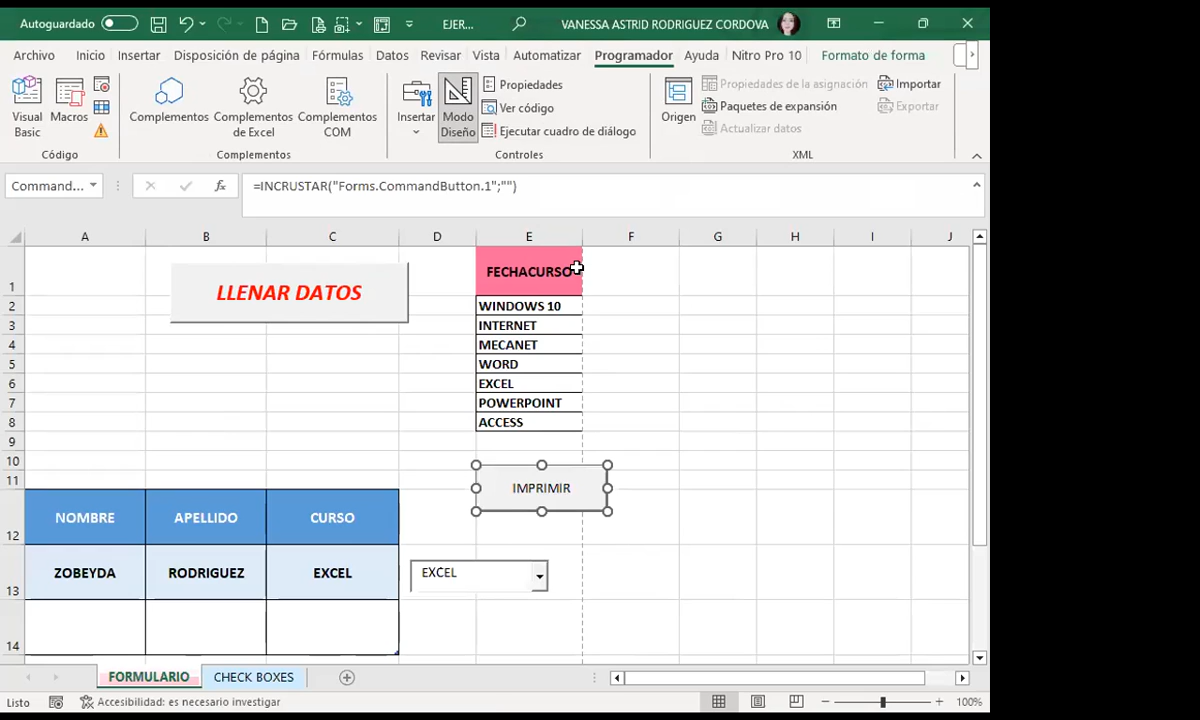 Autoguardado EJER... VANESSA ASTRID RODRIGUEZ CORDOVA
Archivo Inicio Insertar Disposición de página Fórmulas Datos Revisar Vista Automatizar Programador Ayuda Nitro Pro 10 Formato de forma
Visual Basic
Macros
Código
Complementos
Complementos de Excel
Complementos COM
Complementos
Insertar
Modo Diseño
Propiedades
Ver código
Ejecutar cuadro de diálogo
Controles
Origen
Propiedades de la asignación
Paquetes de expansión
Actualizar datos
Importar
Exportar
XML
Command... fx =INCRUSTAR("Forms.CommandButton.1";"")
A B C D E F G H I J
1 LLENAR DATOS FECHACURSO
2 WINDOWS 10
3 INTERNET
4 MECANET
5 WORD
6 EXCEL
7 POWERPOINT
8 ACCESS
9
10
11 IMPRIMIR
12 NOMBRE APELLIDO CURSO
13 ZOBEYDA RODRIGUEZ EXCEL EXCEL
14
FORMULARIO CHECK BOXES
Listo Accesibilidad: es necesario investigar 100%